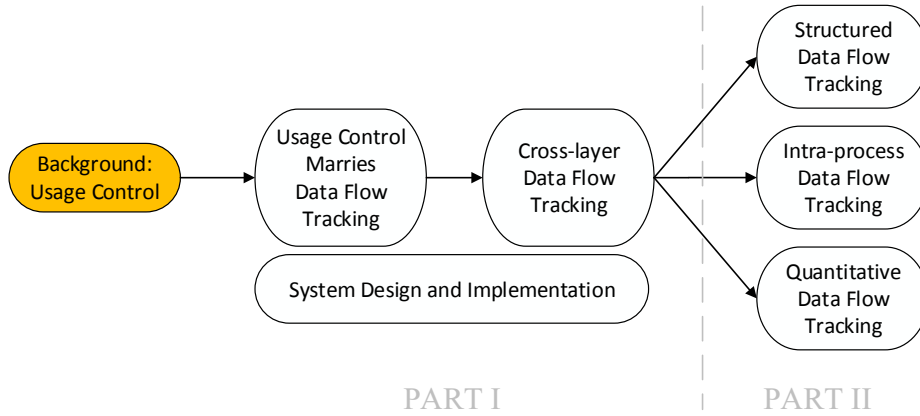 Background:
Usage Control
Usage Control
Marries
Data Flow
Tracking
Cross-layer
Data Flow
Tracking
System Design and Implementation
Structured
Data Flow
Tracking
Intra-process
Data Flow
Tracking
Quantitative
Data Flow
Tracking
PART I
PART II